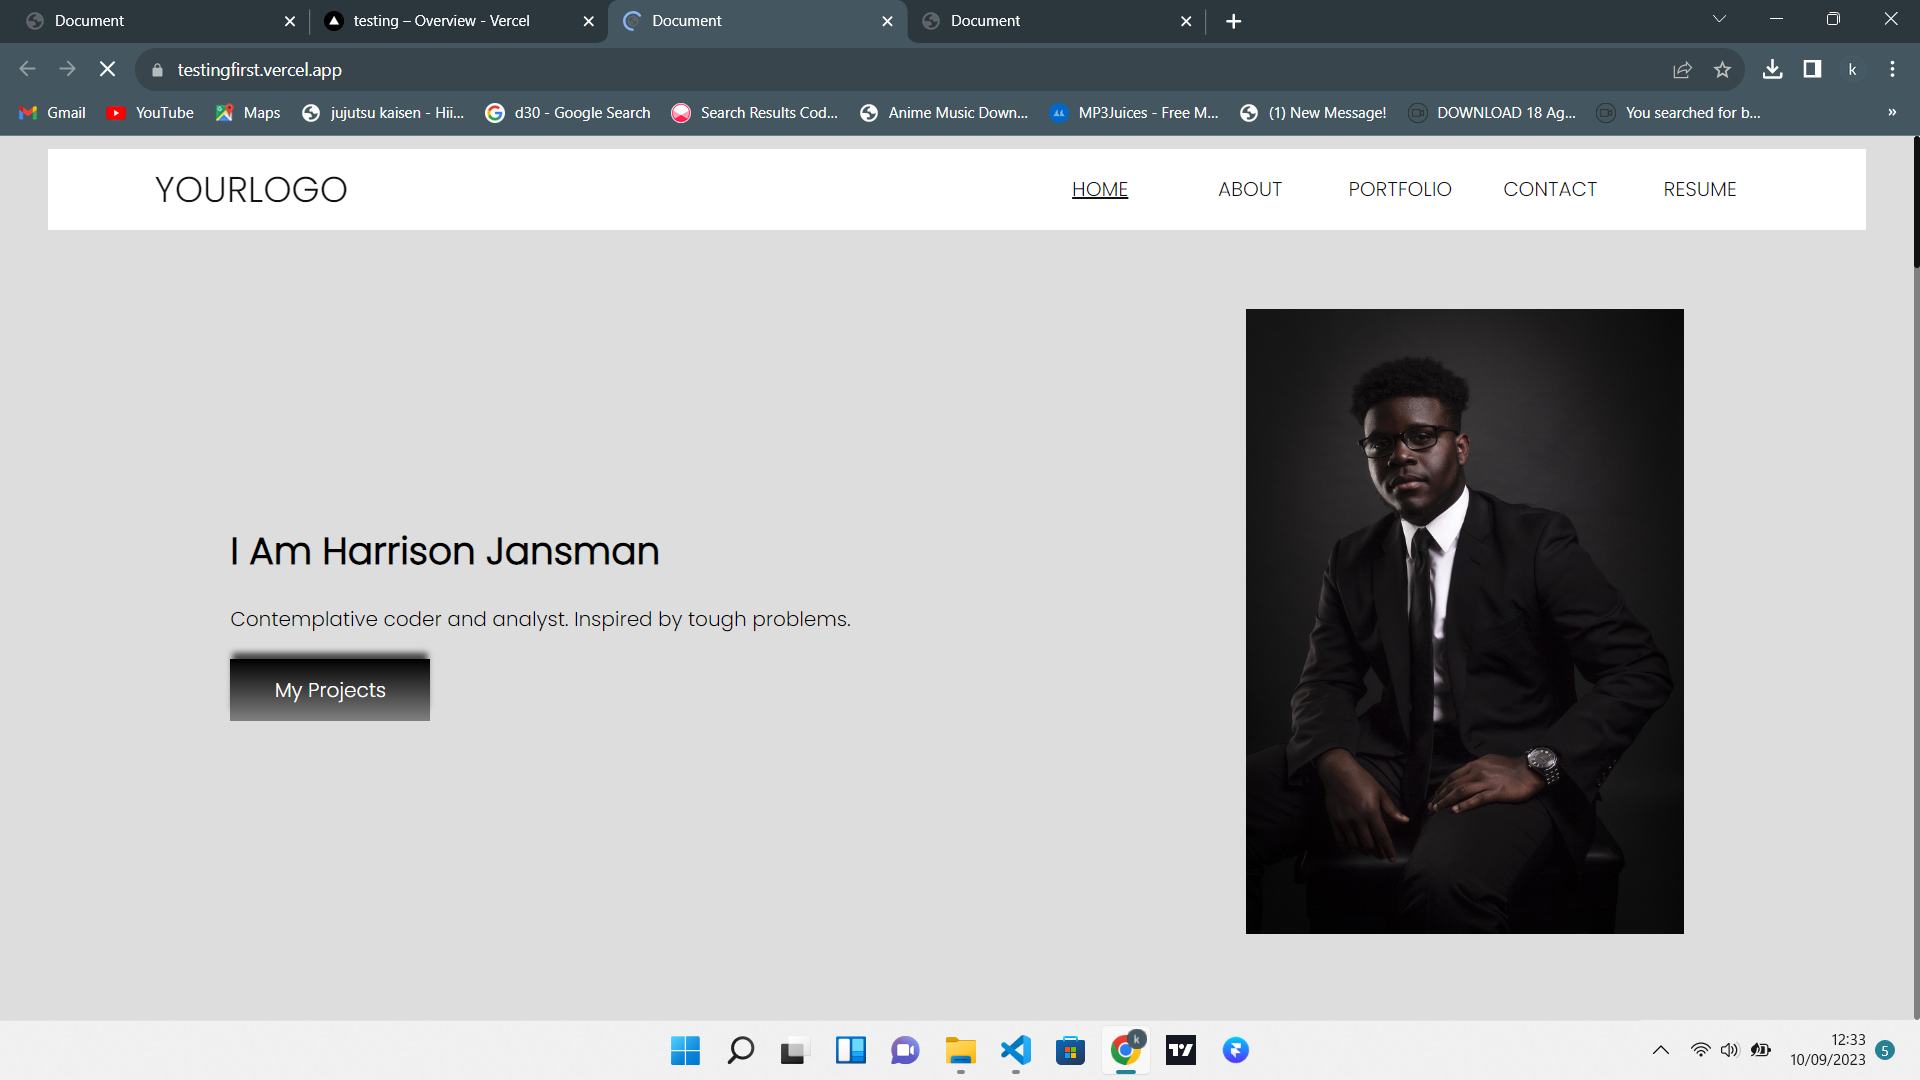 Document
testing – Overview - Vercel
Document
Document
testingfirst.vercel.app
k
Gmail
YouTube
Maps
jujutsu kaisen - Hii...
d30 - Google Search
Search Results Cod...
Anime Music Down...
MP3Juices - Free M...
(1) New Message!
DOWNLOAD 18 Ag...
You searched for b...
»
YOURLOGO
HOME
ABOUT
PORTFOLIO
CONTACT
RESUME
I Am Harrison Jansman
Contemplative coder and analyst. Inspired by tough problems.
My Projects
k
12:33
10/09/2023
5